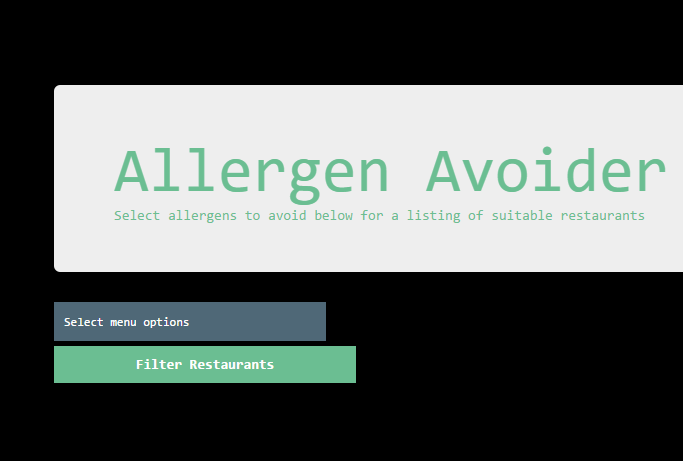 Allergen Avoider
Select allergens to avoid below for a listing of suitable restaurants
Select menu options
Filter Restaurants